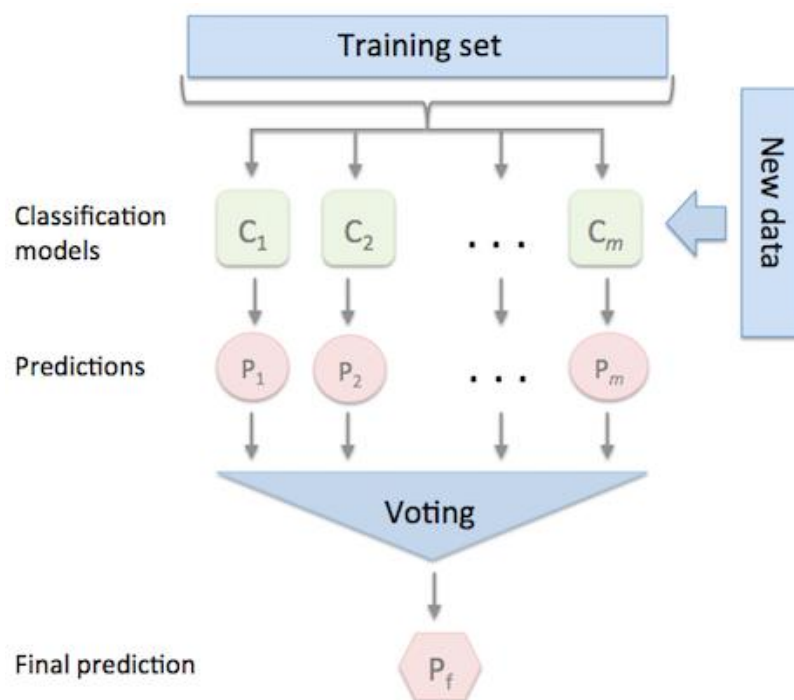 Training set
New data
Classification
models
C1 C2 . . . Cm
Predictions
P1 P2 . . . Pm
Voting
Final prediction
Pf